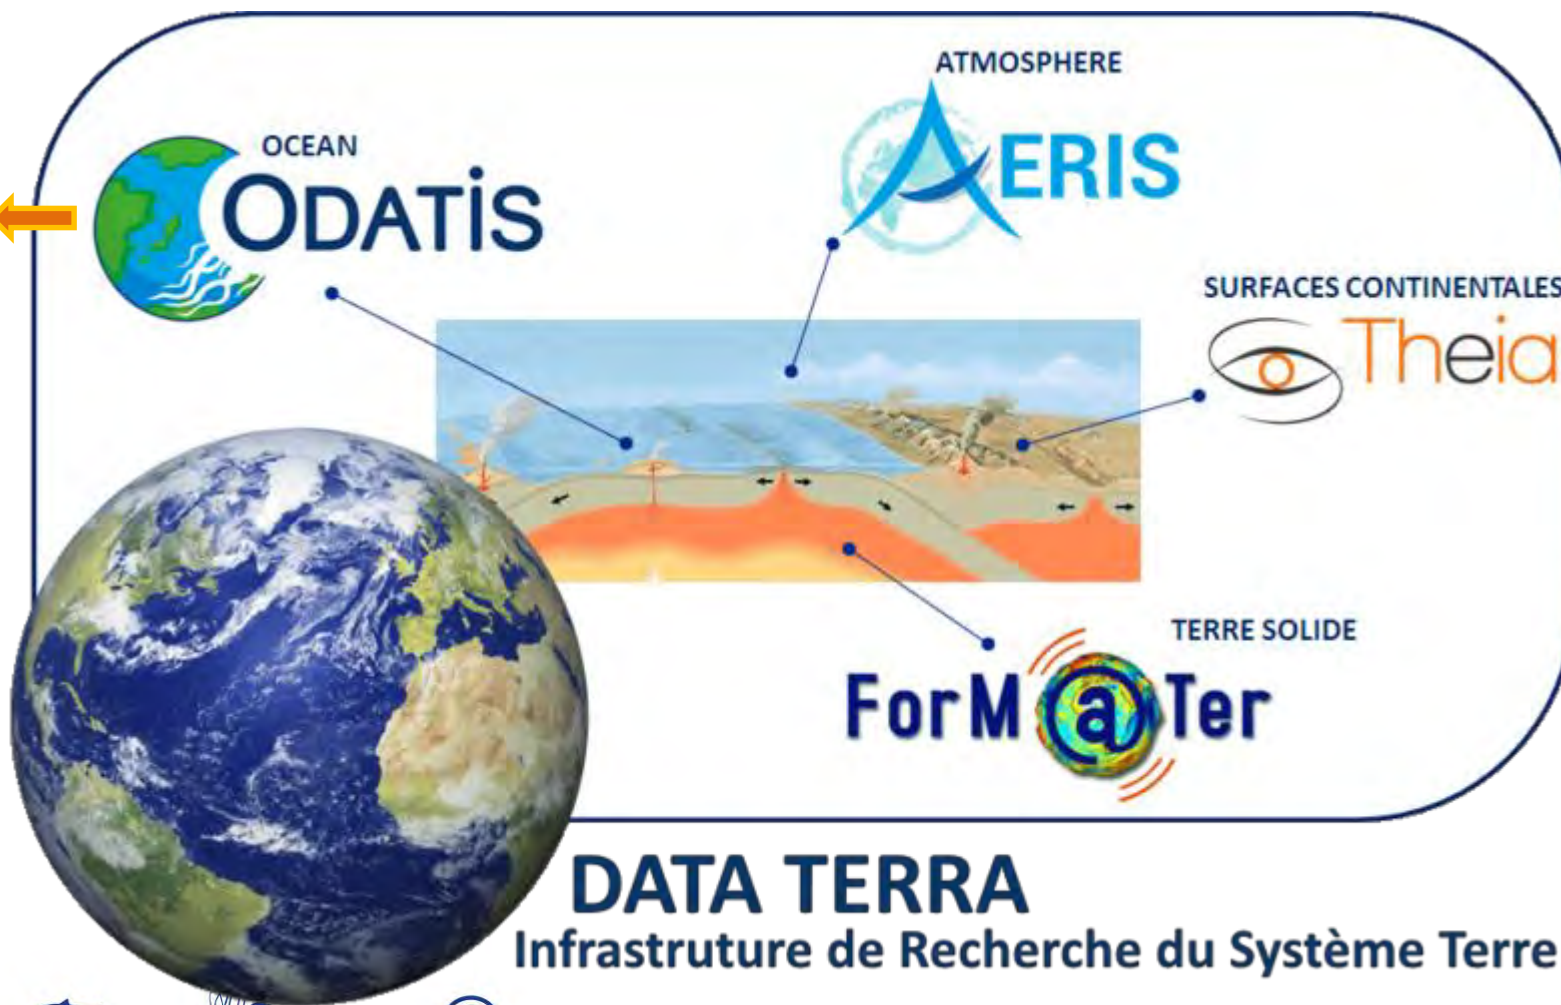 ATMOSPHERE
AERIS
OCEAN
ODATiS
SURFACES CONTINENTALES
Theia
TERRE SOLIDE
ForM@Ter
DATA TERRA
Infrastruture de Recherche du Système Terre